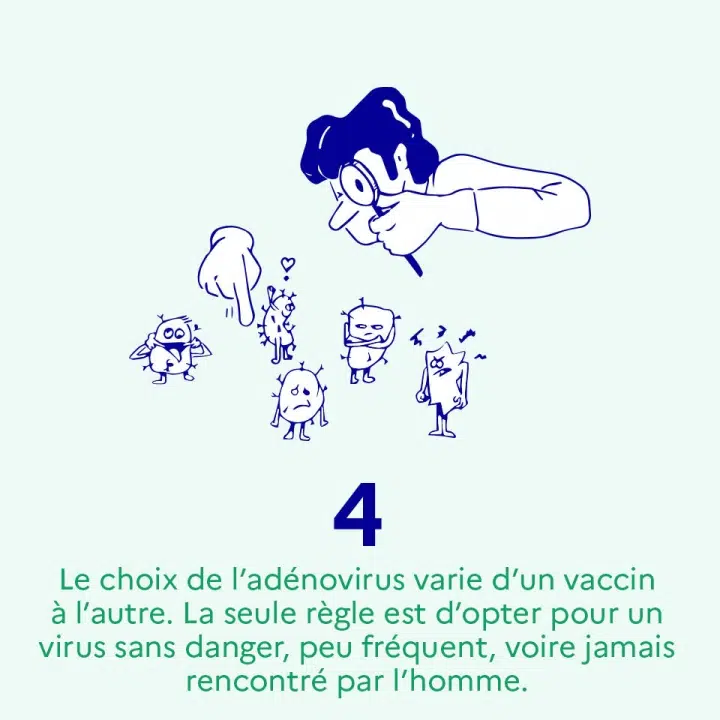 4
Le choix de l'adénovirus varie d'un vaccin
à l'autre. La seule règle est d'opter pour un
virus sans danger, peu fréquent, voire jamais
rencontré par l'homme.